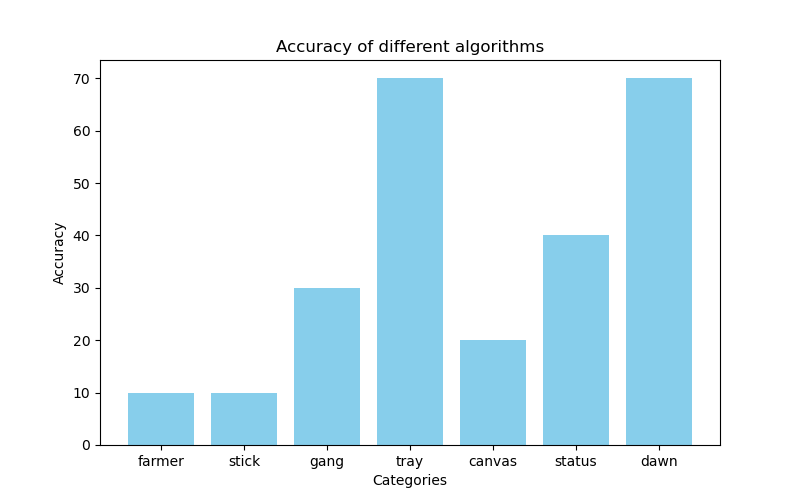 Accuracy of different algorithms
70
60
50
40
30
20
10
0
Accuracy
farmer stick gang tray canvas status dawn
Categories